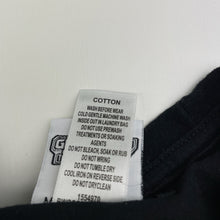 COTTON
WASH BEFORE WEAR
COLD GENTLE MACHINE WASH
INSIDE OUT IN LAUNDRY BAG
DO NOT USE PREWASH
TREATMENTS OR SOAKING
AGENTS
DO NOT BLEACH, SOAK OR RUB
DO NOT WRING
DO NOT TUMBLE DRY
COOL IRON ON REVERSE SIDE
DO NOT DRYCLEAN
1554978